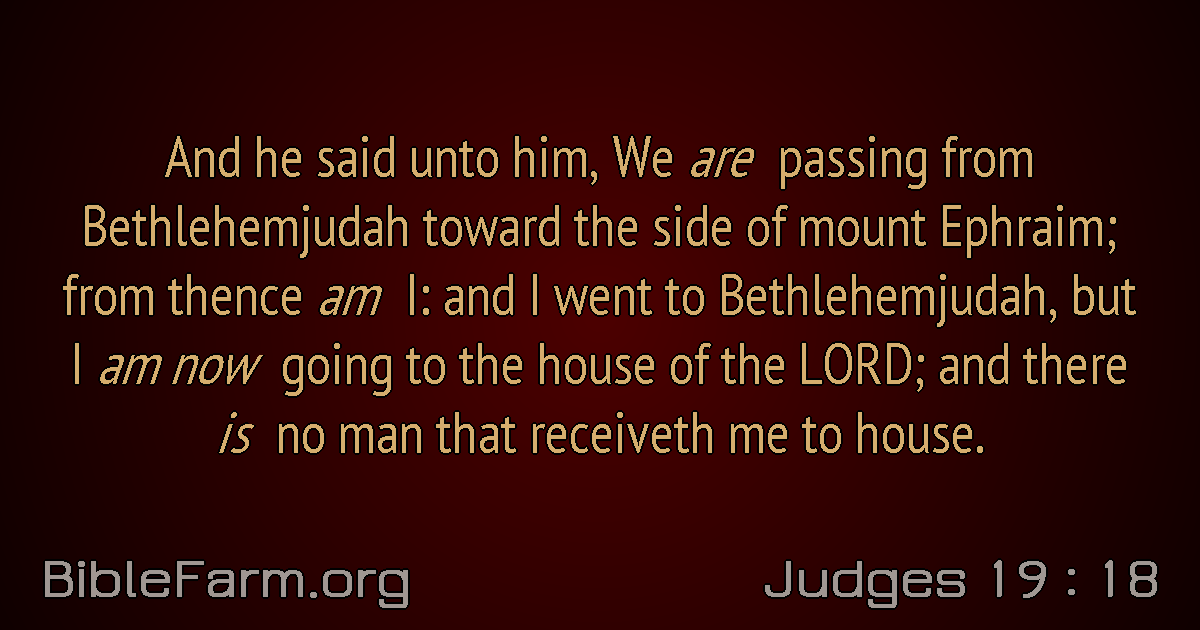 And he said unto him, We are passing from
Bethlehemjudah toward the side of mount Ephraim;
from thence am I: and I went to Bethlehemjudah, but
I am now going to the house of the LORD; and there
is no man that receiveth me to house.
BibleFarm.org
Judges 19 : 18